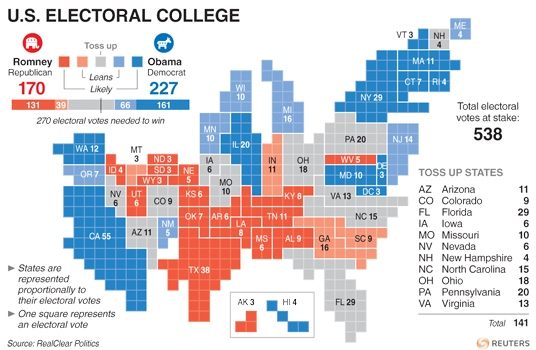 U.S. ELECTORAL COLLEGE
Romney
Republican
170
Toss up
Leans
Likely
Obama
Democrat
227
131 39 66 161
270 electoral votes needed to win
Total electoral
votes at stake:
538
VT 3
NH
4
ME
4
MA 11
CT 7
RI 4
NY 29
WI
10
MI
16
MN
10
WA 12
OR 7
MT
3
ID 4
ND 3
SD 3
WY 3
NE
5
IA
6
IL
20
IN
11
OH
18
PA 20
NJ 14
WV 5
MD 10
DE
3
DC 3
NV
6
UT
6
CO 9
KS 6
MO
10
KY 8
VA 13
CA 55
AZ 11
NM
5
OK 7
AR 6
TN 11
NC 15
LA
8
MS
6
AL 9
GA
16
SC 9
TX 38
FL 29
AK 3
HI 4
TOSS UP STATES
AZ Arizona 11
CO Colorado 9
FL Florida 29
IA Iowa 6
MO Missouri 10
NV Nevada 6
NH New Hampshire 4
NC North Carolina 15
OH Ohio 18
PA Pennsylvania 20
VA Virginia 13
Total 141
States are
represented
proportionally to
their electoral votes
One square represents
an electoral vote
Source: RealClear Politics
REUTERS